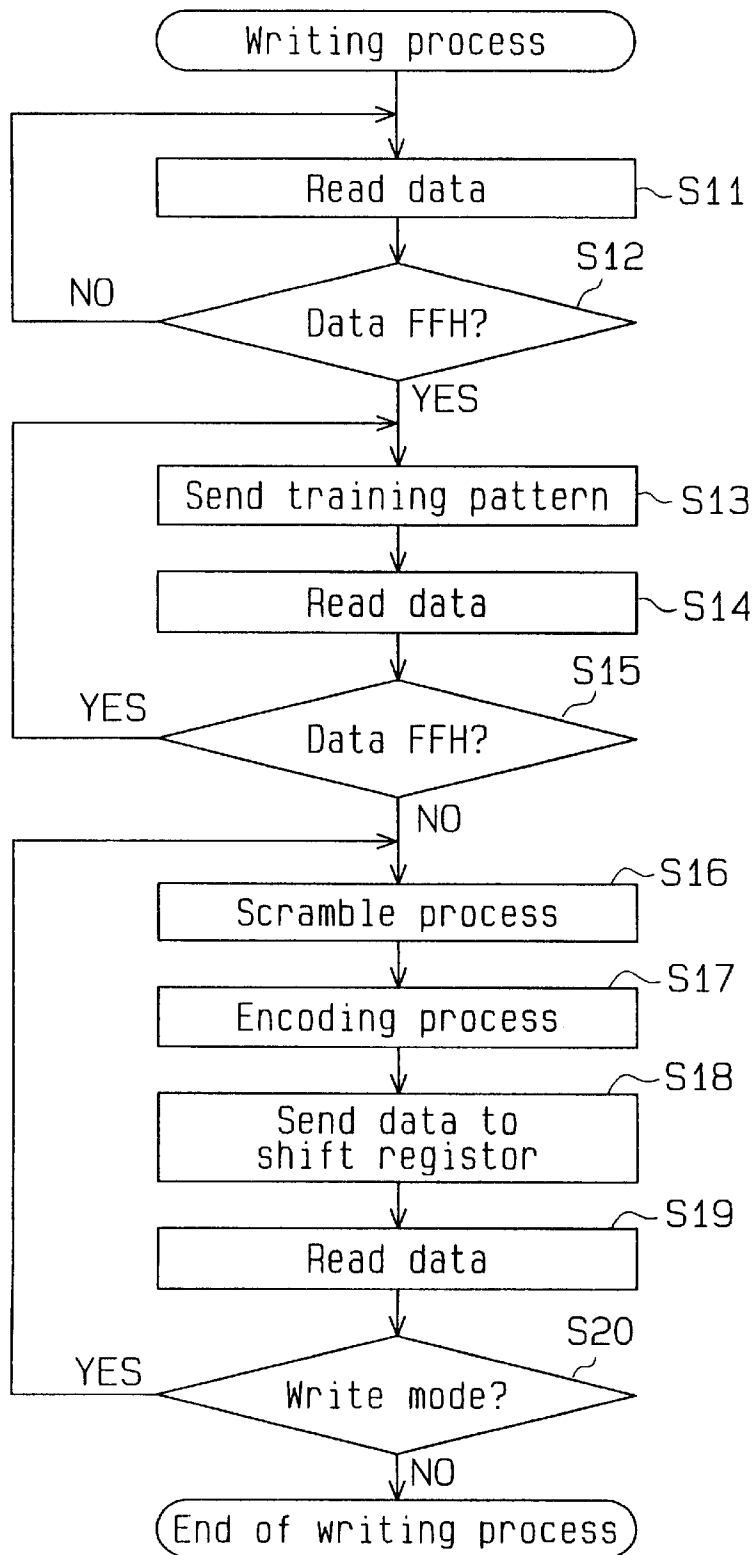 Writing process
Read data
S11
S12
NO
Data FFH?
YES
Send training pattern
S13
Read data
S14
S15
YES
Data FFH?
NO
S16
Scramble process
S17
Encoding process
S18
Send data to
shift registor
S19
Read data
S20
YES
Write mode?
NO
End of writing process